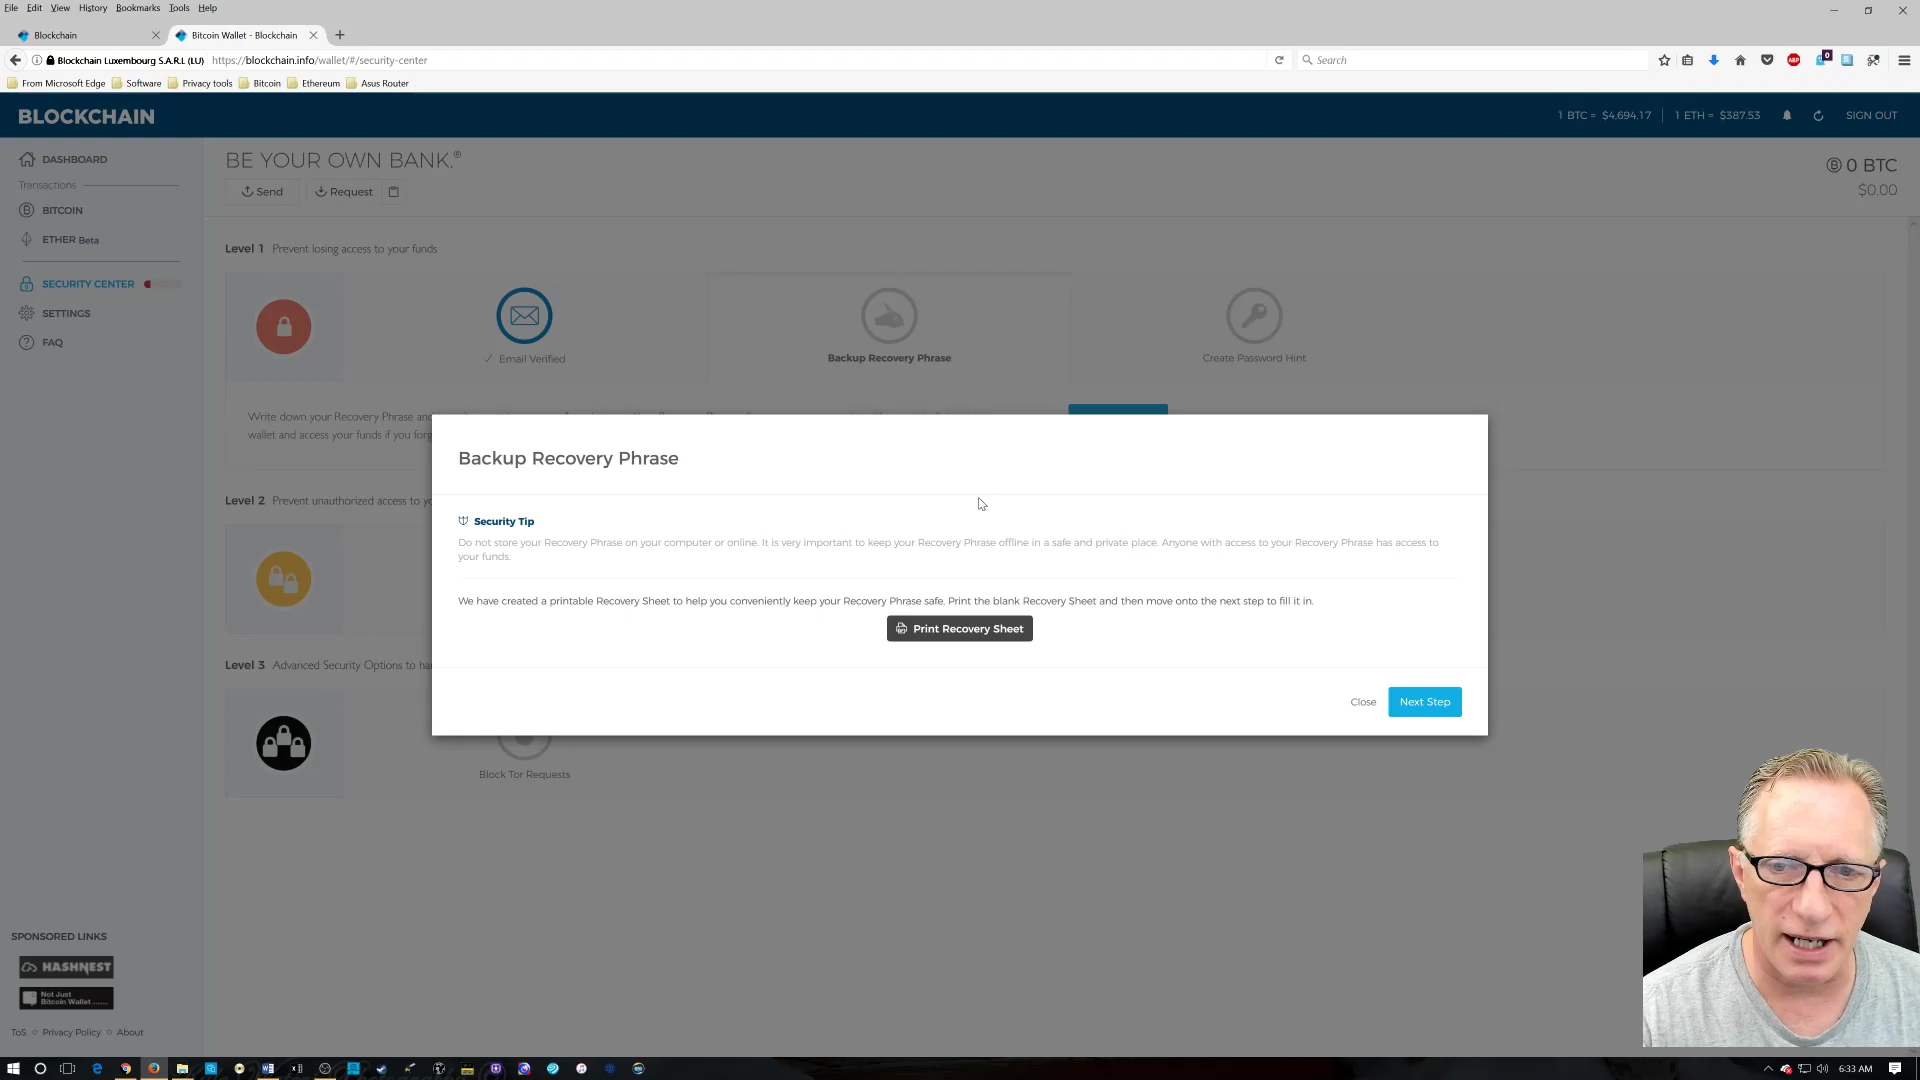 File Edit View History Bookmarks Tools Help
Blockchain
Bitcoin Wallet - Blockchain
Blockchain Luxembourg S.A.R.L (LU) https://blockchain.info/wallet/#/security-center
Search
ABP
0
From Microsoft Edge Software Privacy tools Bitcoin Ethereum Asus Router
BLOCKCHAIN
1 BTC = $4,694.17 1 ETH = $387.53 SIGN OUT
DASHBOARD
Transactions
BITCOIN
ETHER Beta
SECURITY CENTER
SETTINGS
FAQ
BE YOUR OWN BANK.®
Send Request
0 BTC
$0.00
Level 1 Prevent losing access to your funds
Email Verified
Backup Recovery Phrase
Create Password Hint
Write down your Recovery Phrase and
wallet and access your funds if you forg
Level 2 Prevent unauthorized access to yo
Level 3 Advanced Security Options to ha
Block Tor Requests
Backup Recovery Phrase
Security Tip
Do not store your Recovery Phrase on your computer or online. It is very important to keep your Recovery Phrase offline in a safe and private place. Anyone with access to your Recovery Phrase has access to
your funds.
We have created a printable Recovery Sheet to help you conveniently keep your Recovery Phrase safe. Print the blank Recovery Sheet and then move onto the next step to fill it in.
Print Recovery Sheet
Close Next Step
SPONSORED LINKS
HASHNEST
Not Just
Bitcoin Wallet ......
ToS Privacy Policy About
6:33 AM